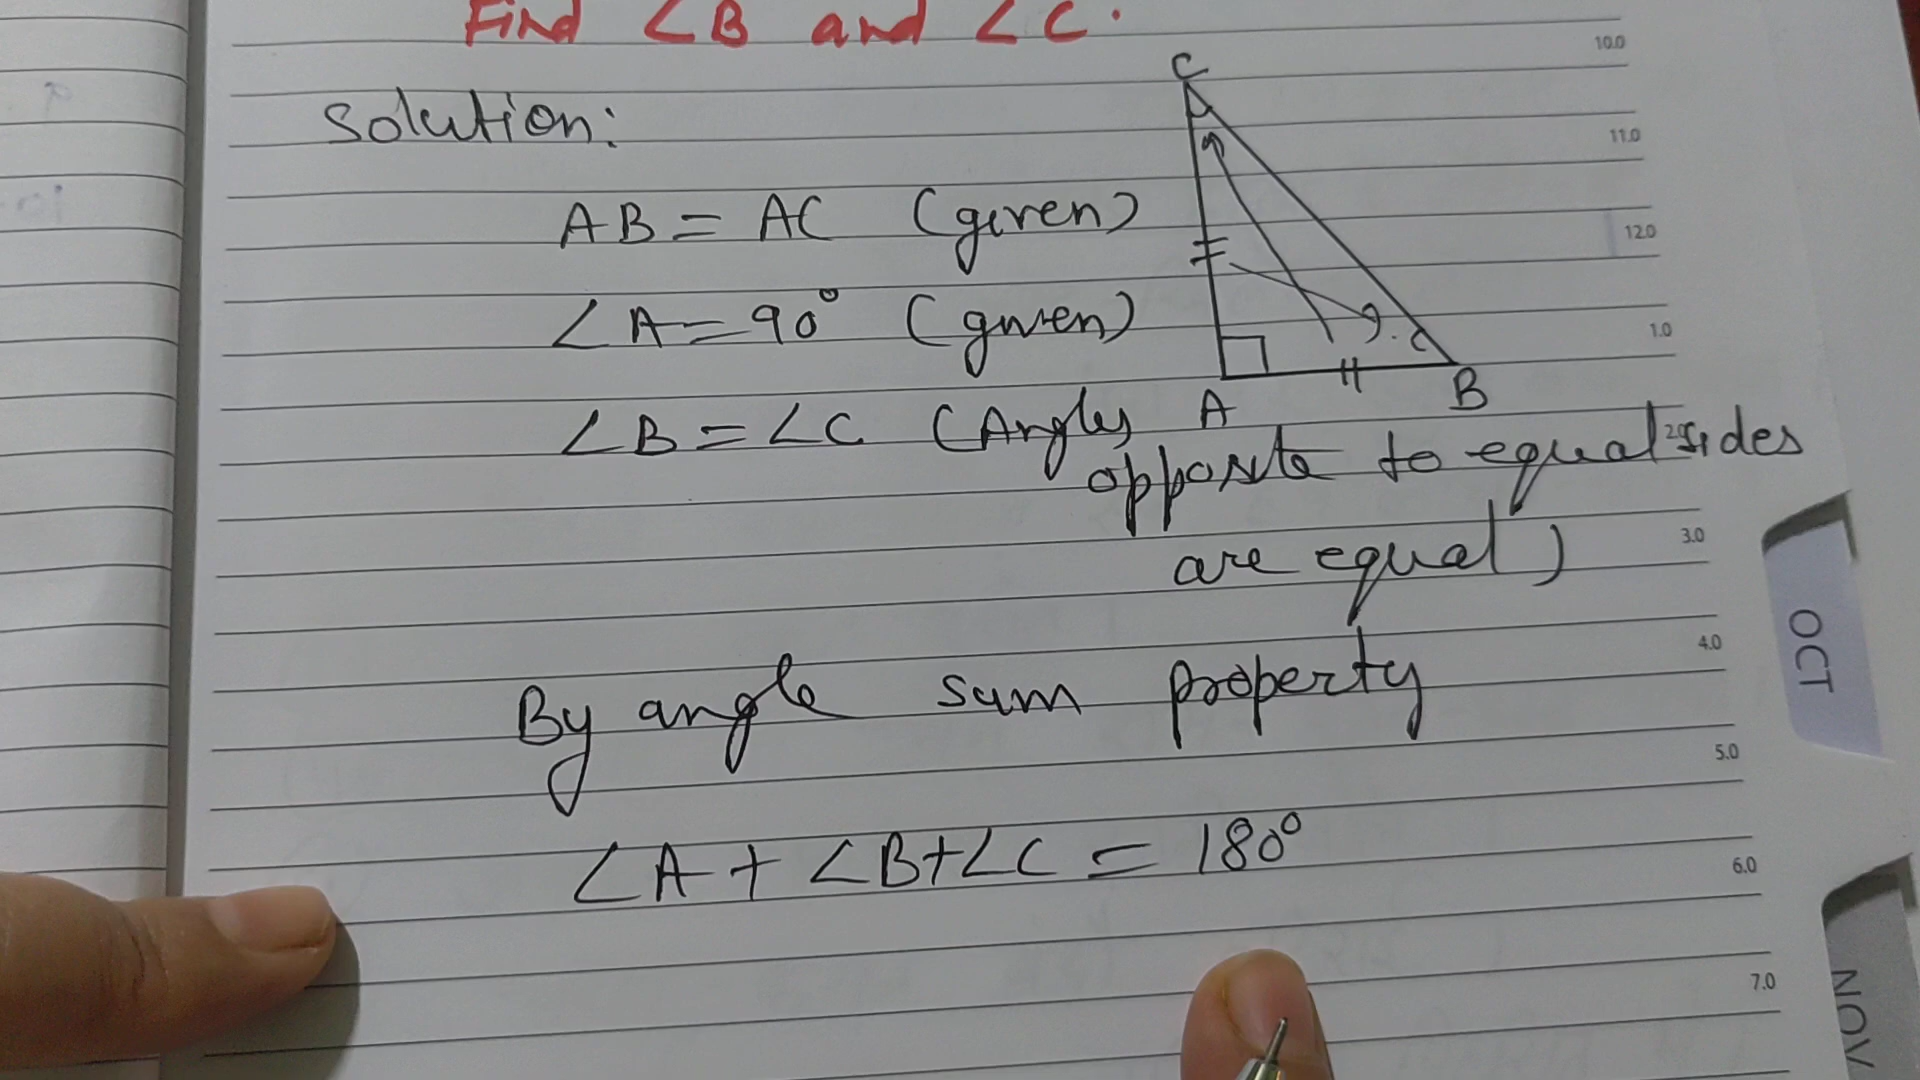 Find ∠B and ∠C.
Solution:
C
AB = AC (given)
∠A = 90° (given)
A
B
∠B = ∠C (Angles
opposite to equal sides
are equal)
By angle sum property
∠A + ∠B + ∠C = 180°
10.0
11.0
12.0
1.0
3.0
4.0
5.0
6.0
7.0
OCT
NOV